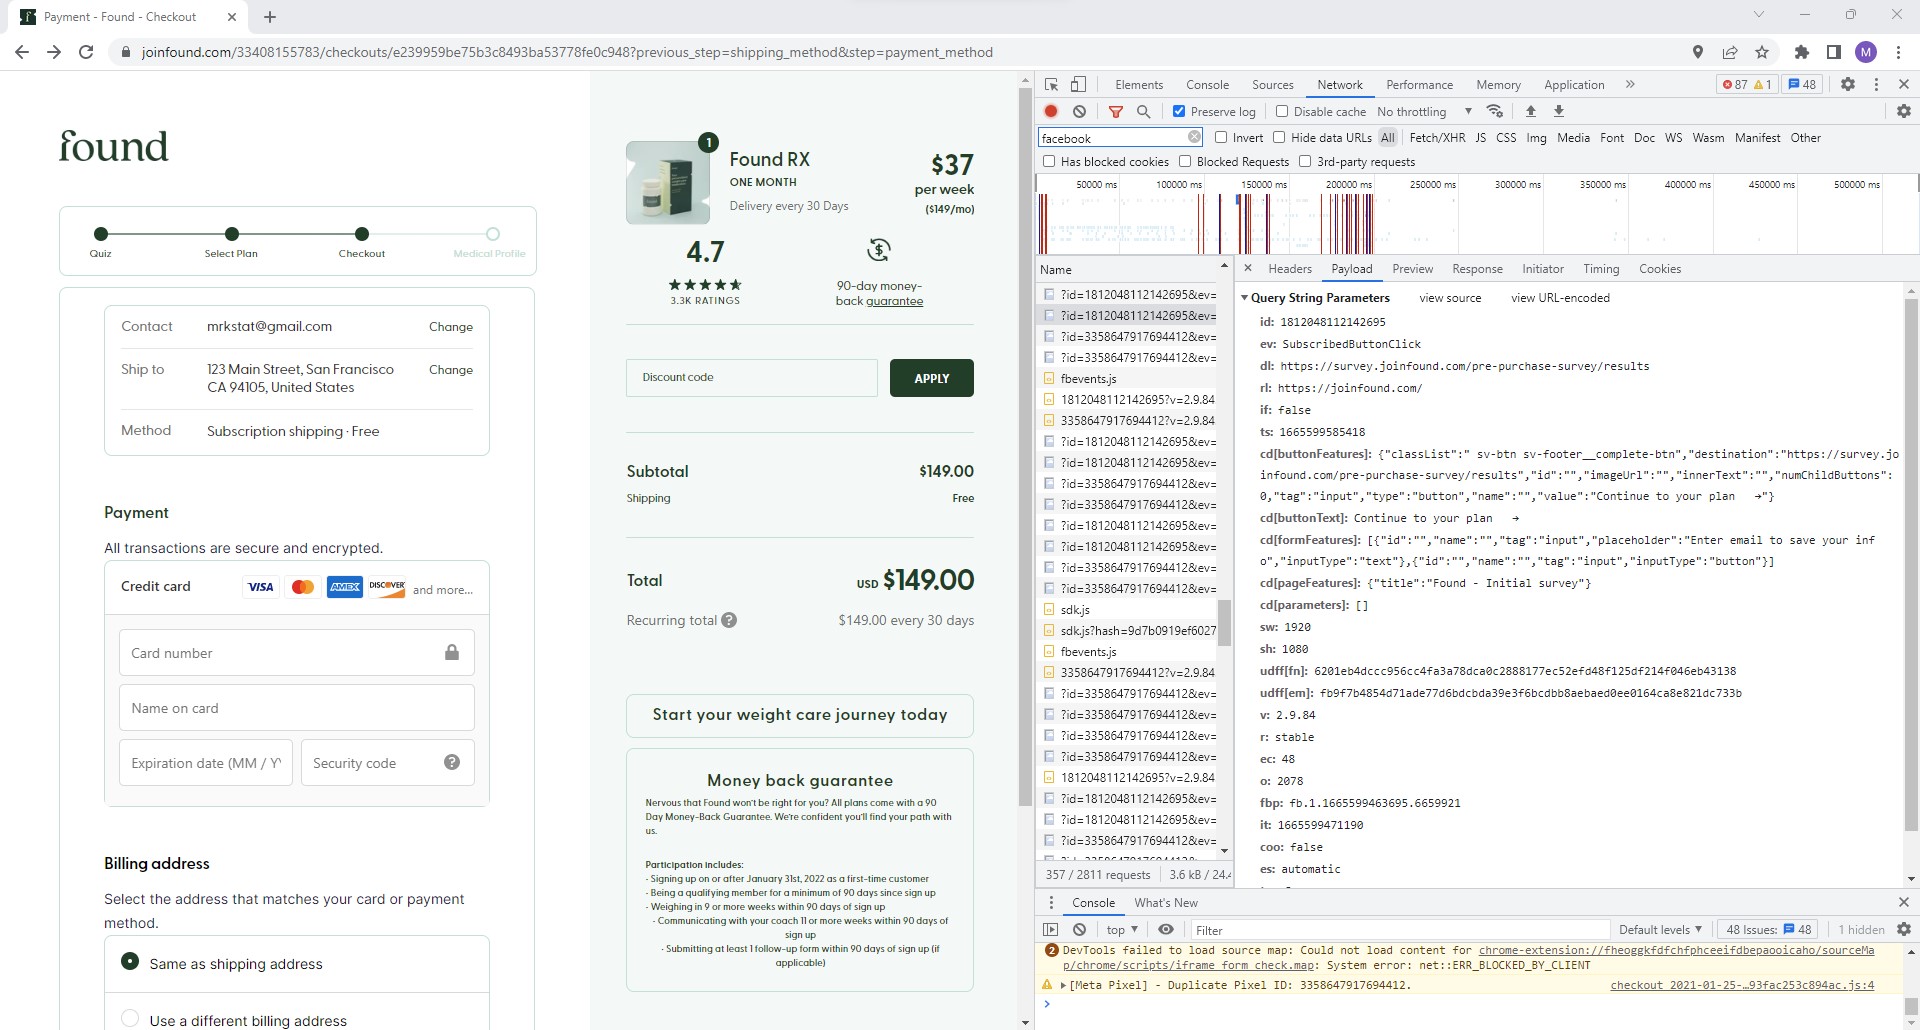 Payment - Found - Checkout
joinfound.com/33408155783/checkouts/e239959be75b3c8493ba53778fe0c948?previous_step=shipping_method&step=payment_method
M
found
Quiz
Select Plan
Checkout
Medical Profile
Contact
mrkstat@gmail.com
Change
Ship to
123 Main Street, San Francisco
CA 94105, United States
Change
Method
Subscription shipping · Free
Payment
All transactions are secure and encrypted.
Credit card
VISA
AMEX
DISCOVER
and more...
Card number
Name on card
Expiration date (MM / Y
Security code
Billing address
Select the address that matches your card or payment
method.
Same as shipping address
Use a different billing address
1
Found RX
ONE MONTH
Delivery every 30 Days
$37
per week
($149/mo)
4.7
3.3K RATINGS
90-day money-
back guarantee
Discount code
APPLY
Subtotal
$149.00
Shipping
Free
Total
USD $149.00
Recurring total
$149.00 every 30 days
Start your weight care journey today
Money back guarantee
Nervous that Found won't be right for you? All plans come with a 90
Day Money-Back Guarantee. We're confident you'll find your path with
us.
Participation includes:
- Signing up on or after January 31st, 2022 as a first-time customer
- Being a qualifying member for a minimum of 90 days since sign up
- Weighing in 9 or more weeks within 90 days of sign up
- Communicating with your coach 11 or more weeks within 90 days of
sign up
- Submitting at least 1 follow-up form within 90 days of sign up (if
applicable)
Elements Console Sources Network Performance Memory Application 87 1 48
Preserve log Disable cache No throttling
facebook
Invert Hide data URLs All Fetch/XHR JS CSS Img Media Font Doc WS Wasm Manifest Other
Has blocked cookies Blocked Requests 3rd-party requests
50000 ms 100000 ms 150000 ms 200000 ms 250000 ms 300000 ms 350000 ms 400000 ms 450000 ms 500000 ms
Name
?id=1812048112142695&ev=
?id=1812048112142695&ev=
?id=3358647917694412&ev=
?id=3358647917694412&ev=
fbevents.js
1812048112142695?v=2.9.84
3358647917694412?v=2.9.84
?id=1812048112142695&ev=
?id=1812048112142695&ev=
?id=3358647917694412&ev=
?id=3358647917694412&ev=
?id=1812048112142695&ev=
?id=1812048112142695&ev=
?id=3358647917694412&ev=
?id=3358647917694412&ev=
sdk.js
sdk.js?hash=9d7b0919ef6027
fbevents.js
3358647917694412?v=2.9.84
?id=3358647917694412&ev=
?id=3358647917694412&ev=
?id=3358647917694412&ev=
?id=3358647917694412&ev=
1812048112142695?v=2.9.84
?id=1812048112142695&ev=
?id=1812048112142695&ev=
?id=3358647917694412&ev=
357 / 2811 requests 3.6 kB / 24.
Headers Payload Preview Response Initiator Timing Cookies
Query String Parameters view source view URL-encoded
id: 1812048112142695
ev: SubscribedButtonClick
dl: https://survey.joinfound.com/pre-purchase-survey/results
rl: https://joinfound.com/
if: false
ts: 1665599585418
cd[buttonFeatures]: {"classList":" sv-btn sv-footer__complete-btn","destination":"https://survey.jo
infound.com/pre-purchase-survey/results","id":"","imageUrl":"","innerText":"","numChildButtons":
0,"tag":"input","type":"button","name":"","value":"Continue to your plan →"}
cd[buttonText]: Continue to your plan →
cd[formFeatures]: [{"id":"","name":"","tag":"input","placeholder":"Enter email to save your inf
o","inputType":"text"},{"id":"","name":"","tag":"input","inputType":"button"}]
cd[pageFeatures]: {"title":"Found - Initial survey"}
cd[parameters]: []
sw: 1920
sh: 1080
udff[fn]: 6201eb4dccc956cc4fa3a78dca0c2888177ec52efd48f125df214f046eb43138
udff[em]: fb9f7b4854d71ade77d6bdcbda39e3f6bcdbb8aebaed0ee0164ca8e821dc733b
v: 2.9.84
r: stable
ec: 48
o: 2078
fbp: fb.1.1665599463695.6659921
it: 1665599471190
coo: false
es: automatic
Console What's New
top Filter Default levels 48 Issues: 48 1 hidden
2 DevTools failed to load source map: Could not load content for chrome-extension://fheoggkfdfchfphceeifdbepaooicaho/sourceMa
p/chrome/scripts/iframe_form_check.map: System error: net::ERR_BLOCKED_BY_CLIENT
[Meta Pixel] - Duplicate Pixel ID: 3358647917694412.
checkout_2021-01-25-…93fac253c894ac.js:4